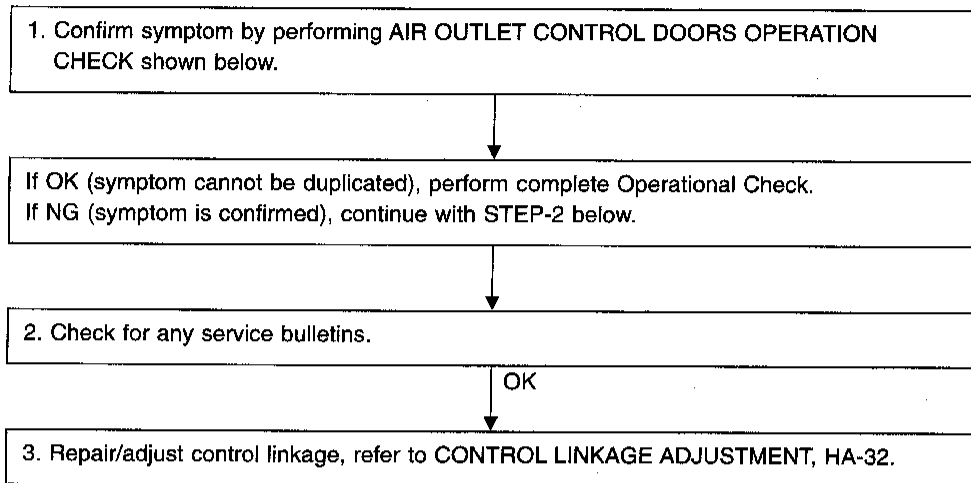 1. Confirm symptom by performing AIR OUTLET CONTROL DOORS OPERATION
CHECK shown below.
If OK (symptom cannot be duplicated), perform complete Operational Check.
If NG (symptom is confirmed), continue with STEP-2 below.
2. Check for any service bulletins.
OK
3. Repair/adjust control linkage, refer to CONTROL LINKAGE ADJUSTMENT, HA-32.